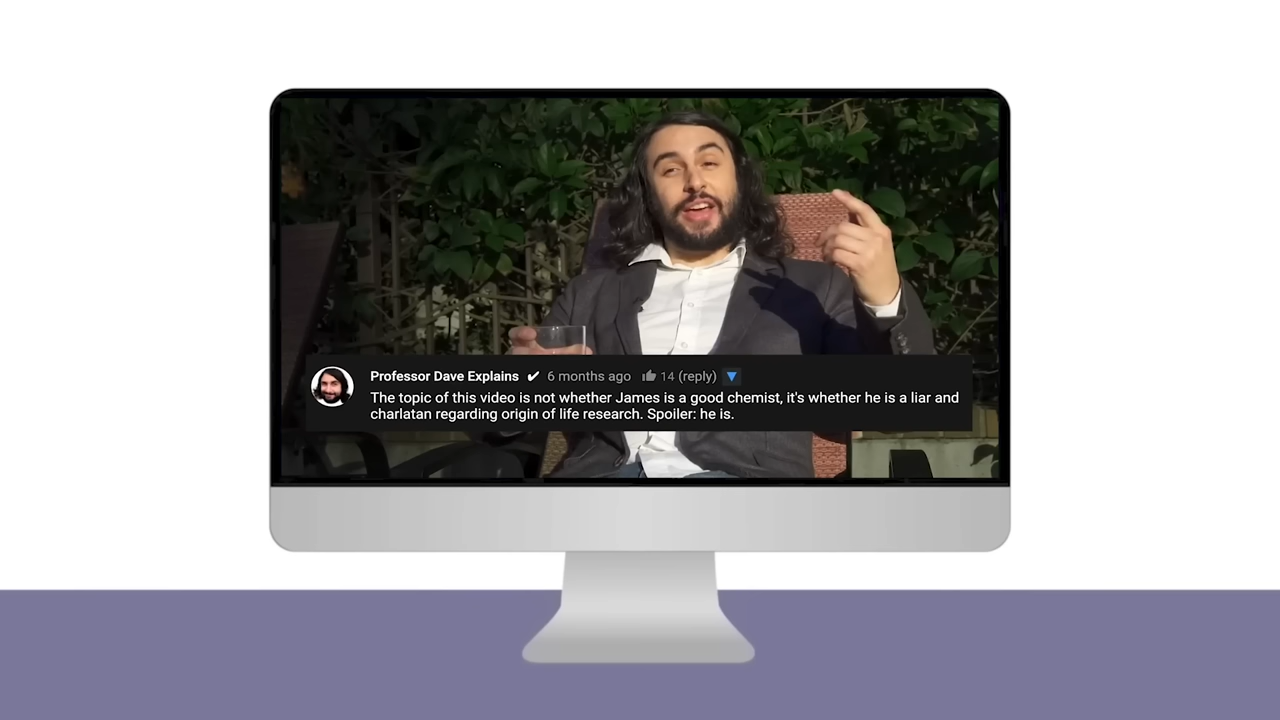 Professor Dave Explains ✔ 6 months ago 14 (reply)
The topic of this video is not whether James is a good chemist, it's whether he is a liar and
charlatan regarding origin of life research. Spoiler: he is.